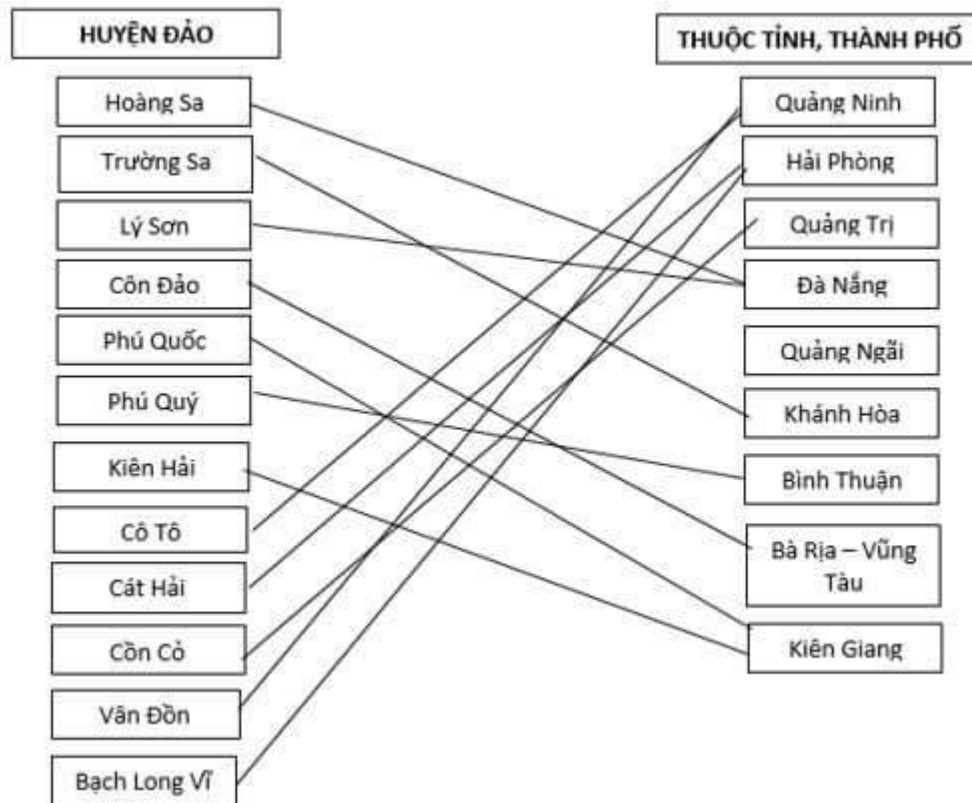 HUYỆN ĐẢO
Hoàng Sa
Trường Sa
Lý Sơn
Côn Đảo
Phú Quốc
Phú Quý
Kiên Hải
Cô Tô
Cát Hải
Cồn Cỏ
Vân Đồn
Bạch Long Vĩ
THUỘC TỈNH, THÀNH PHỐ
Quảng Ninh
Hải Phòng
Quảng Trị
Đà Nẵng
Quảng Ngãi
Khánh Hòa
Bình Thuận
Bà Rịa – Vũng
Tàu
Kiên Giang